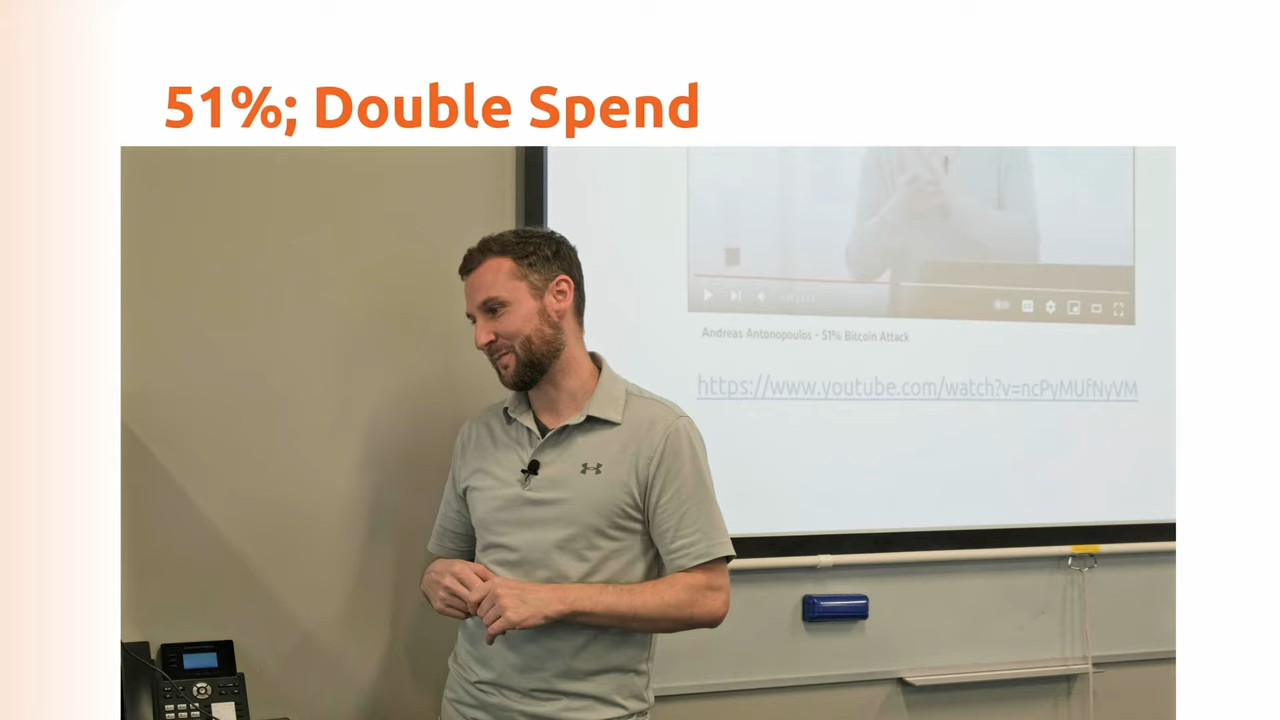 51%; Double Spend
Andreas Antonopoulos - 51% Bitcoin Attack
https://www.youtube.com/watch?v=ncPyMUfNyVM